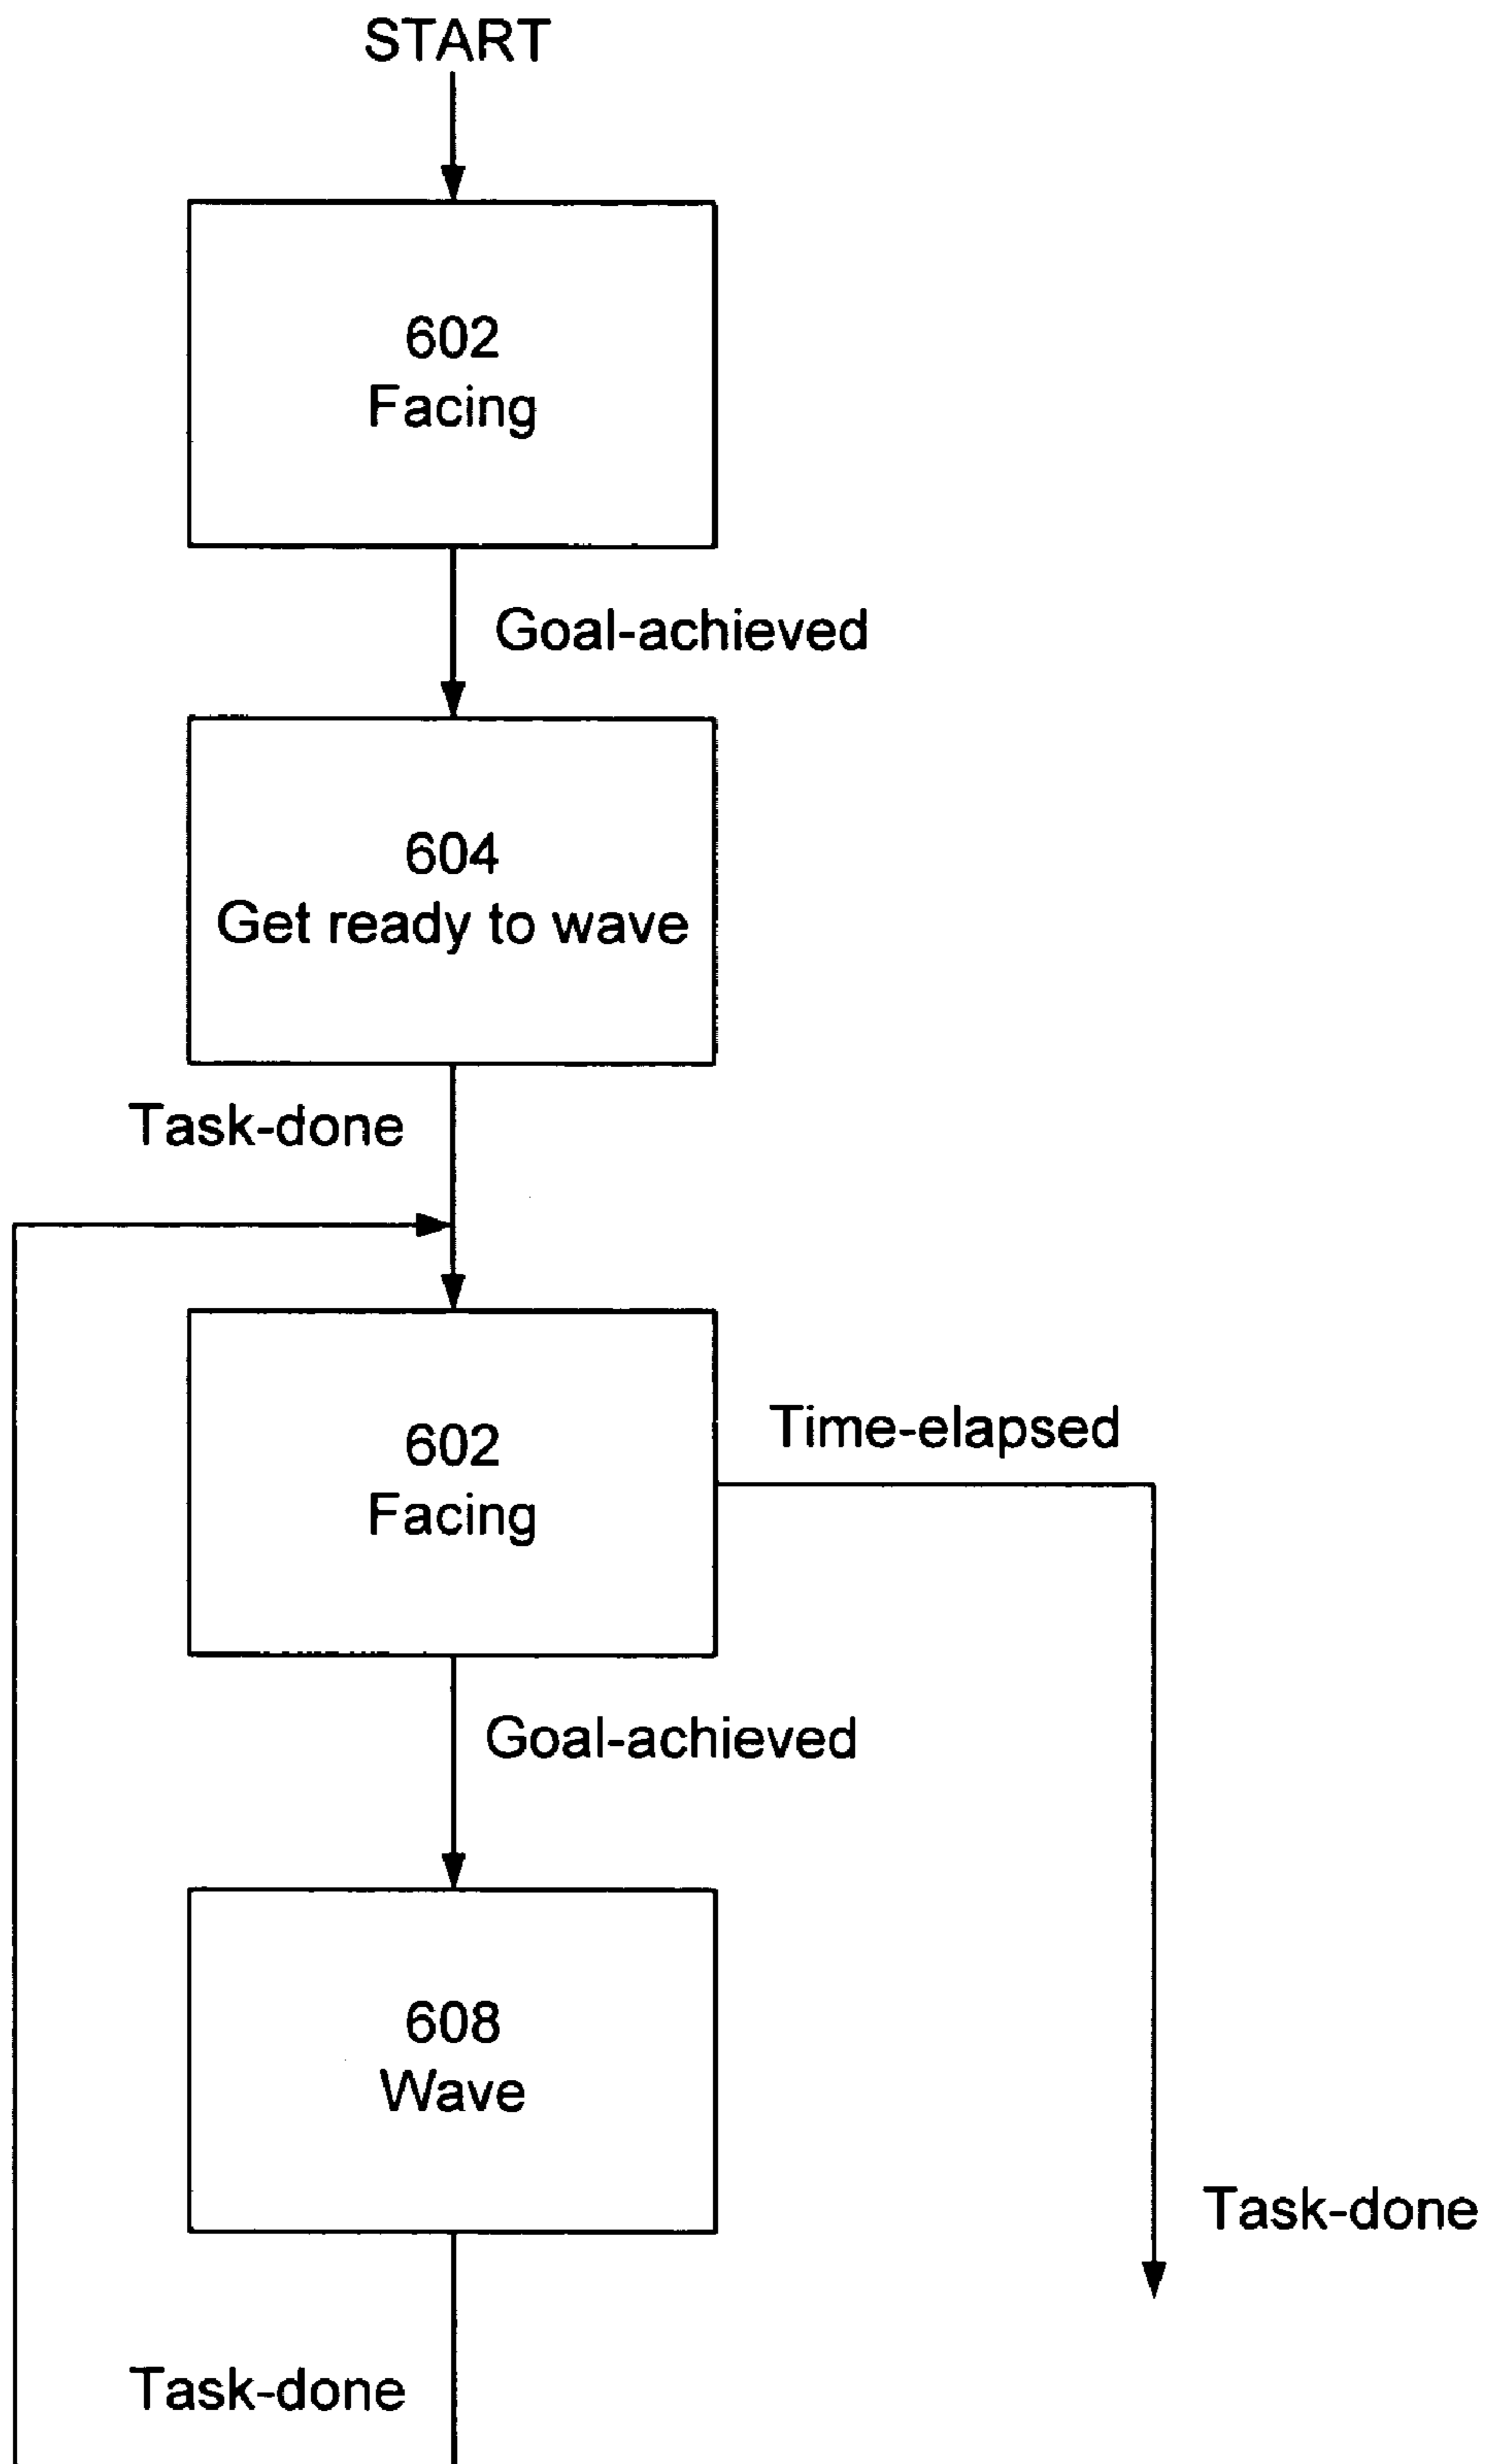 START
602
Facing
Goal-achieved
604
Get ready to wave
Task-done
602
Facing
Time-elapsed
Goal-achieved
608
Wave
Task-done
Task-done